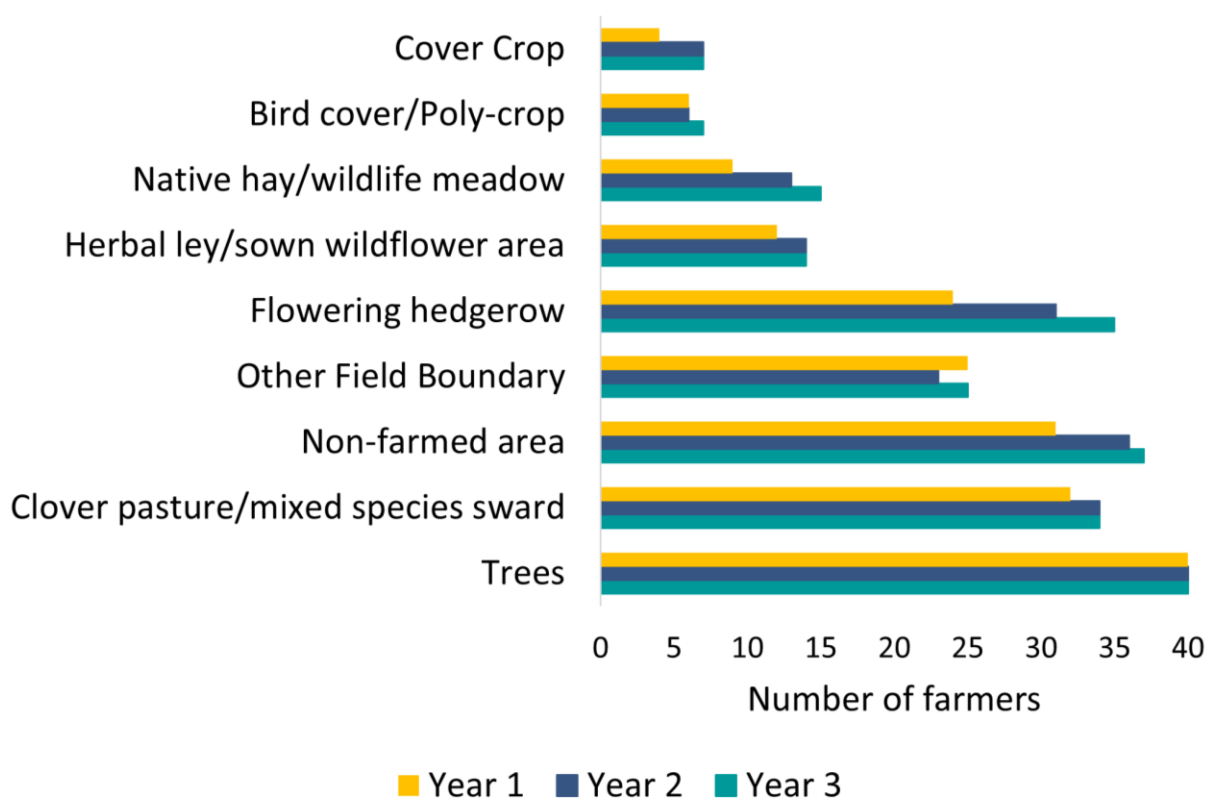 Cover Crop
Bird cover/Poly-crop
Native hay/wildlife meadow
Herbal ley/sown wildflower area
Flowering hedgerow
Other Field Boundary
Non-farmed area
Clover pasture/mixed species sward
Trees
0 5 10 15 20 25 30 35 40
Number of farmers
Year 1 Year 2 Year 3